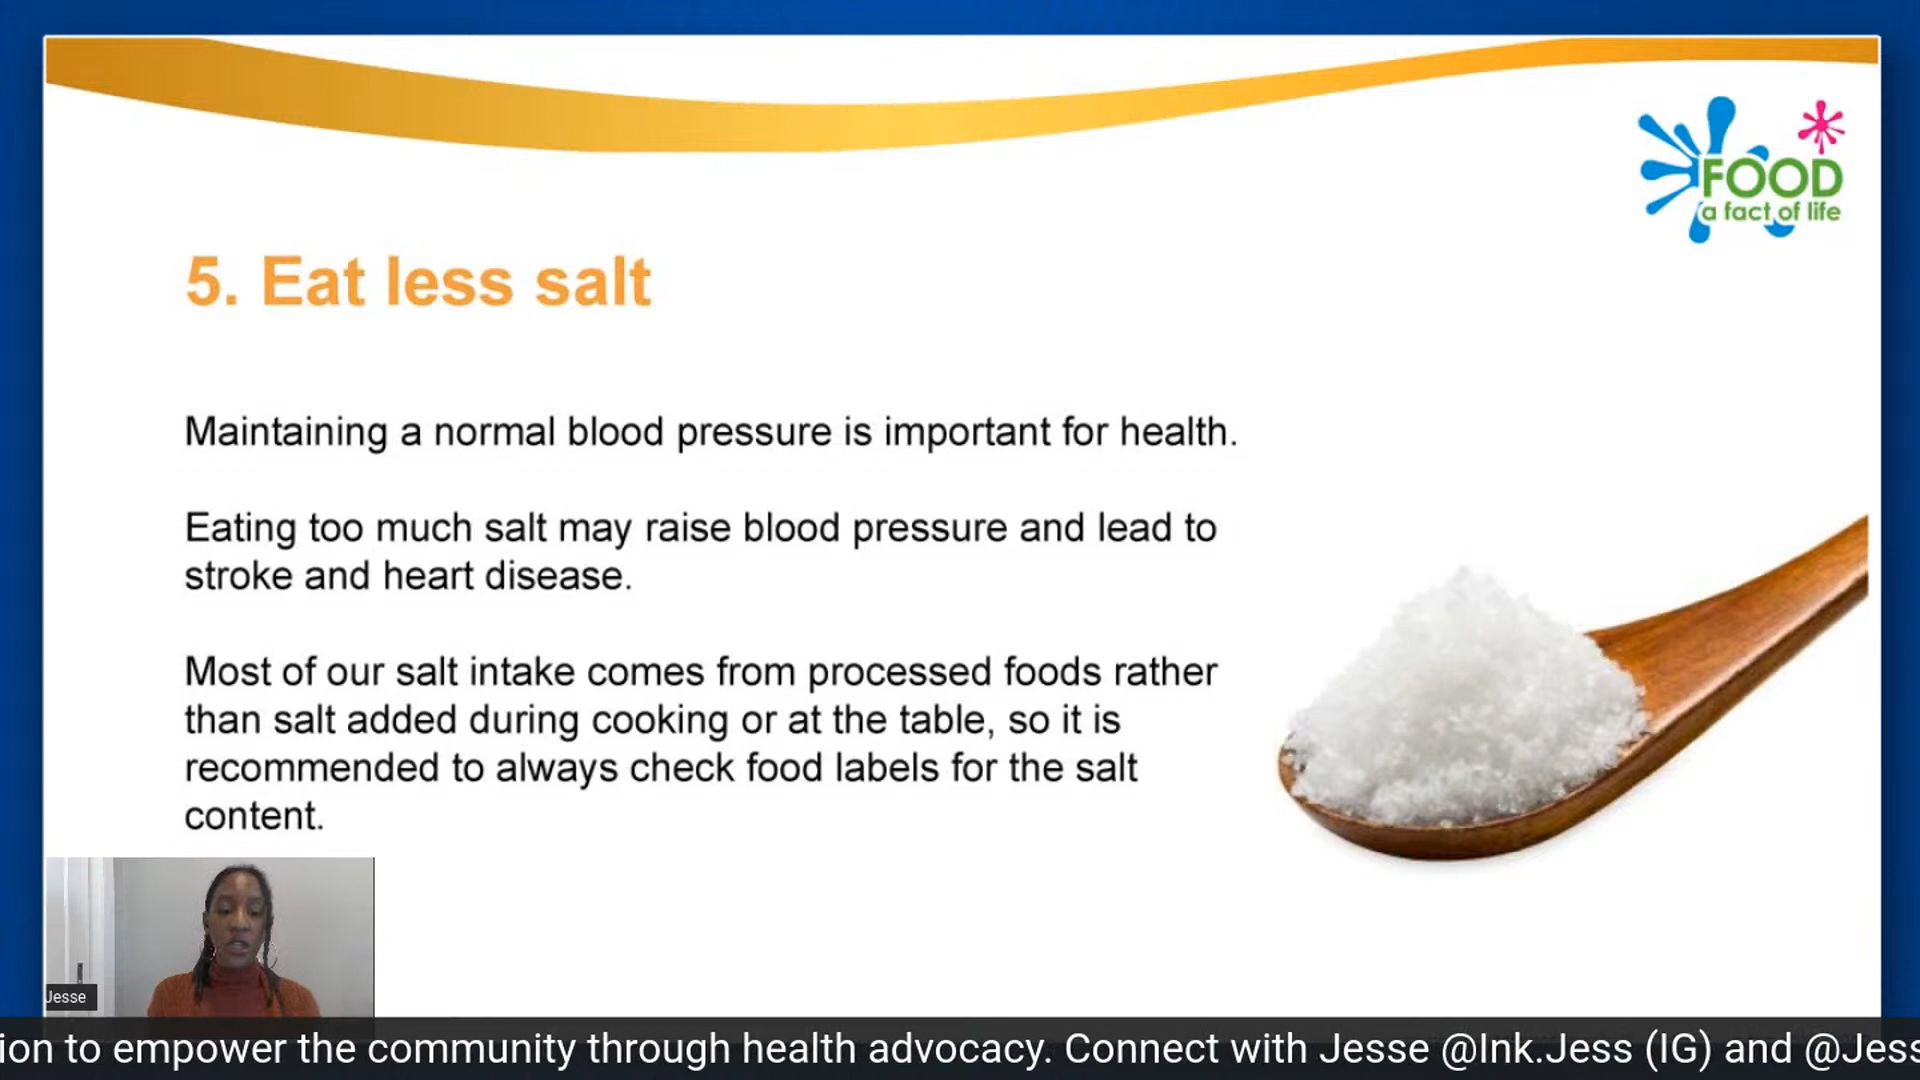 FOOD
a fact of life
5. Eat less salt
Maintaining a normal blood pressure is important for health.
Eating too much salt may raise blood pressure and lead to
stroke and heart disease.
Most of our salt intake comes from processed foods rather
than salt added during cooking or at the table, so it is
recommended to always check food labels for the salt
content.
Jesse
ion to empower the community through health advocacy. Connect with Jesse @Ink.Jess (IG) and @Jess